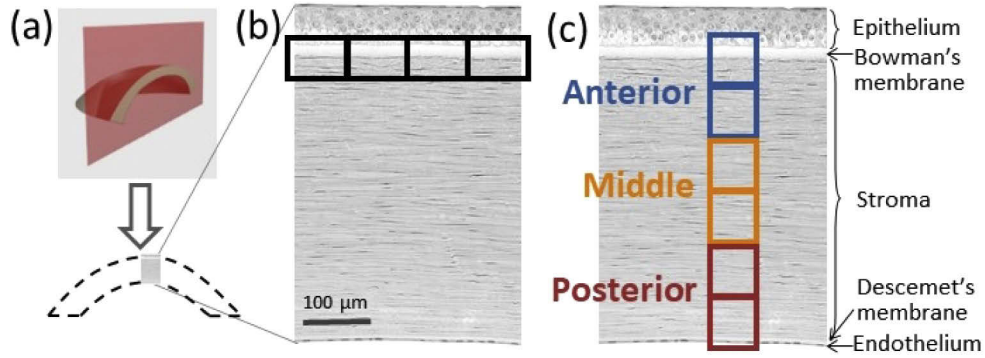 (a)
(b)
100 μm
(c)
Anterior
Middle
Posterior
Epithelium
Bowman's
membrane
Stroma
Descemet's
membrane
Endothelium